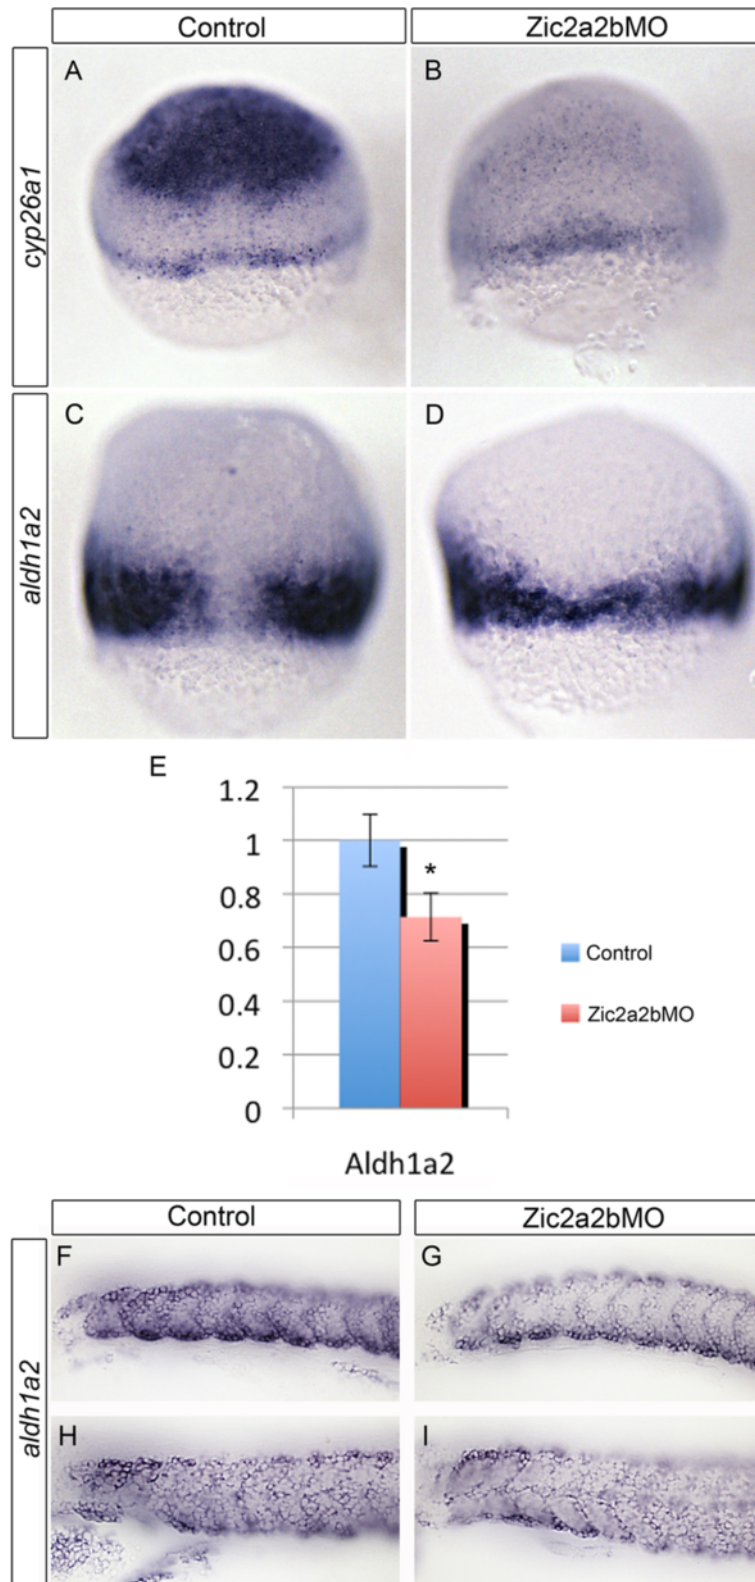 Control
Zic2a2bMO
cyp26a1
A
B
aldh1a2
C
D
E
1.2
1
0.8
0.6
0.4
0.2
0
*
Aldh1a2
Control
Zic2a2bMO
Control
Zic2a2bMO
aldh1a2
F
G
H
I